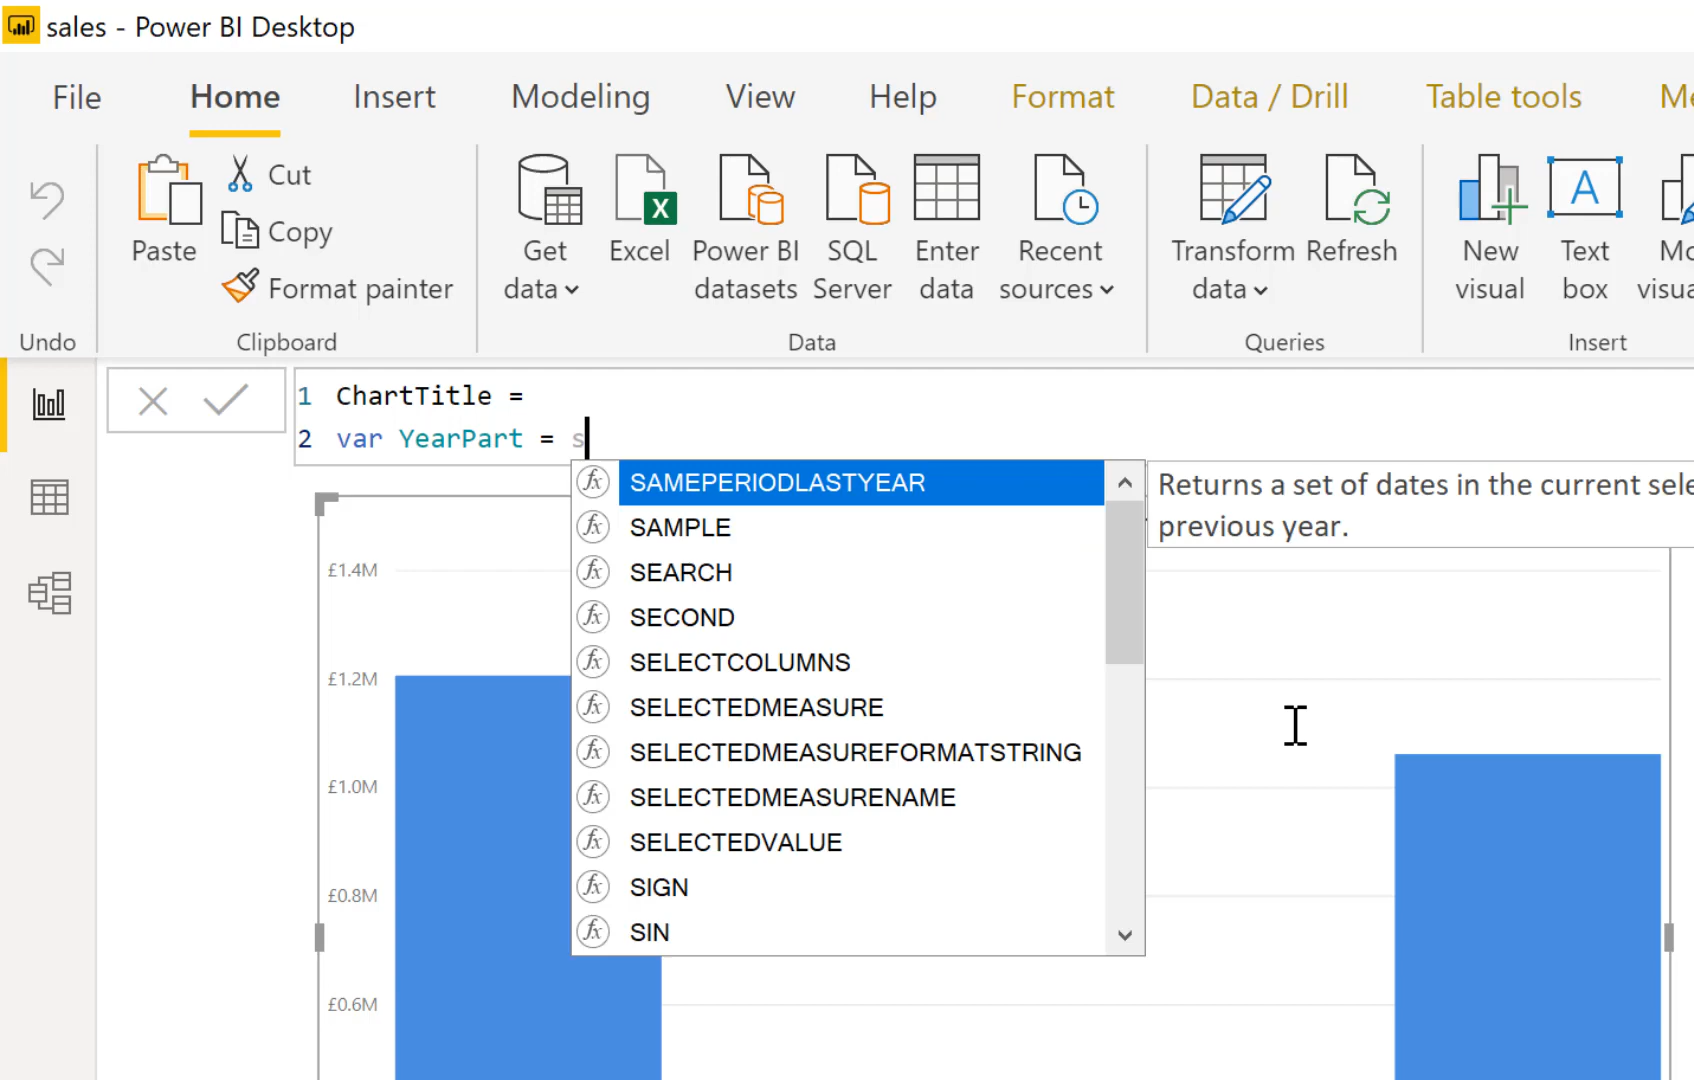 sales - Power BI Desktop
File Home Insert Modeling View Help Format Data / Drill Table tools
Paste
Cut
Copy
Format painter
Get data
Excel
Power BI datasets
SQL Server
Enter data
Recent sources
Transform data
Refresh
New visual
Text box
Undo Clipboard Data Queries Insert
1 ChartTitle =
2 var YearPart = s
SAMEPERIODLASTYEAR
SAMPLE
SEARCH
SECOND
SELECTCOLUMNS
SELECTEDMEASURE
SELECTEDMEASUREFORMATSTRING
SELECTEDMEASURENAME
SELECTEDVALUE
SIGN
SIN
Returns a set of dates in the current sele
previous year.
£1.4M
£1.2M
£1.0M
£0.8M
£0.6M